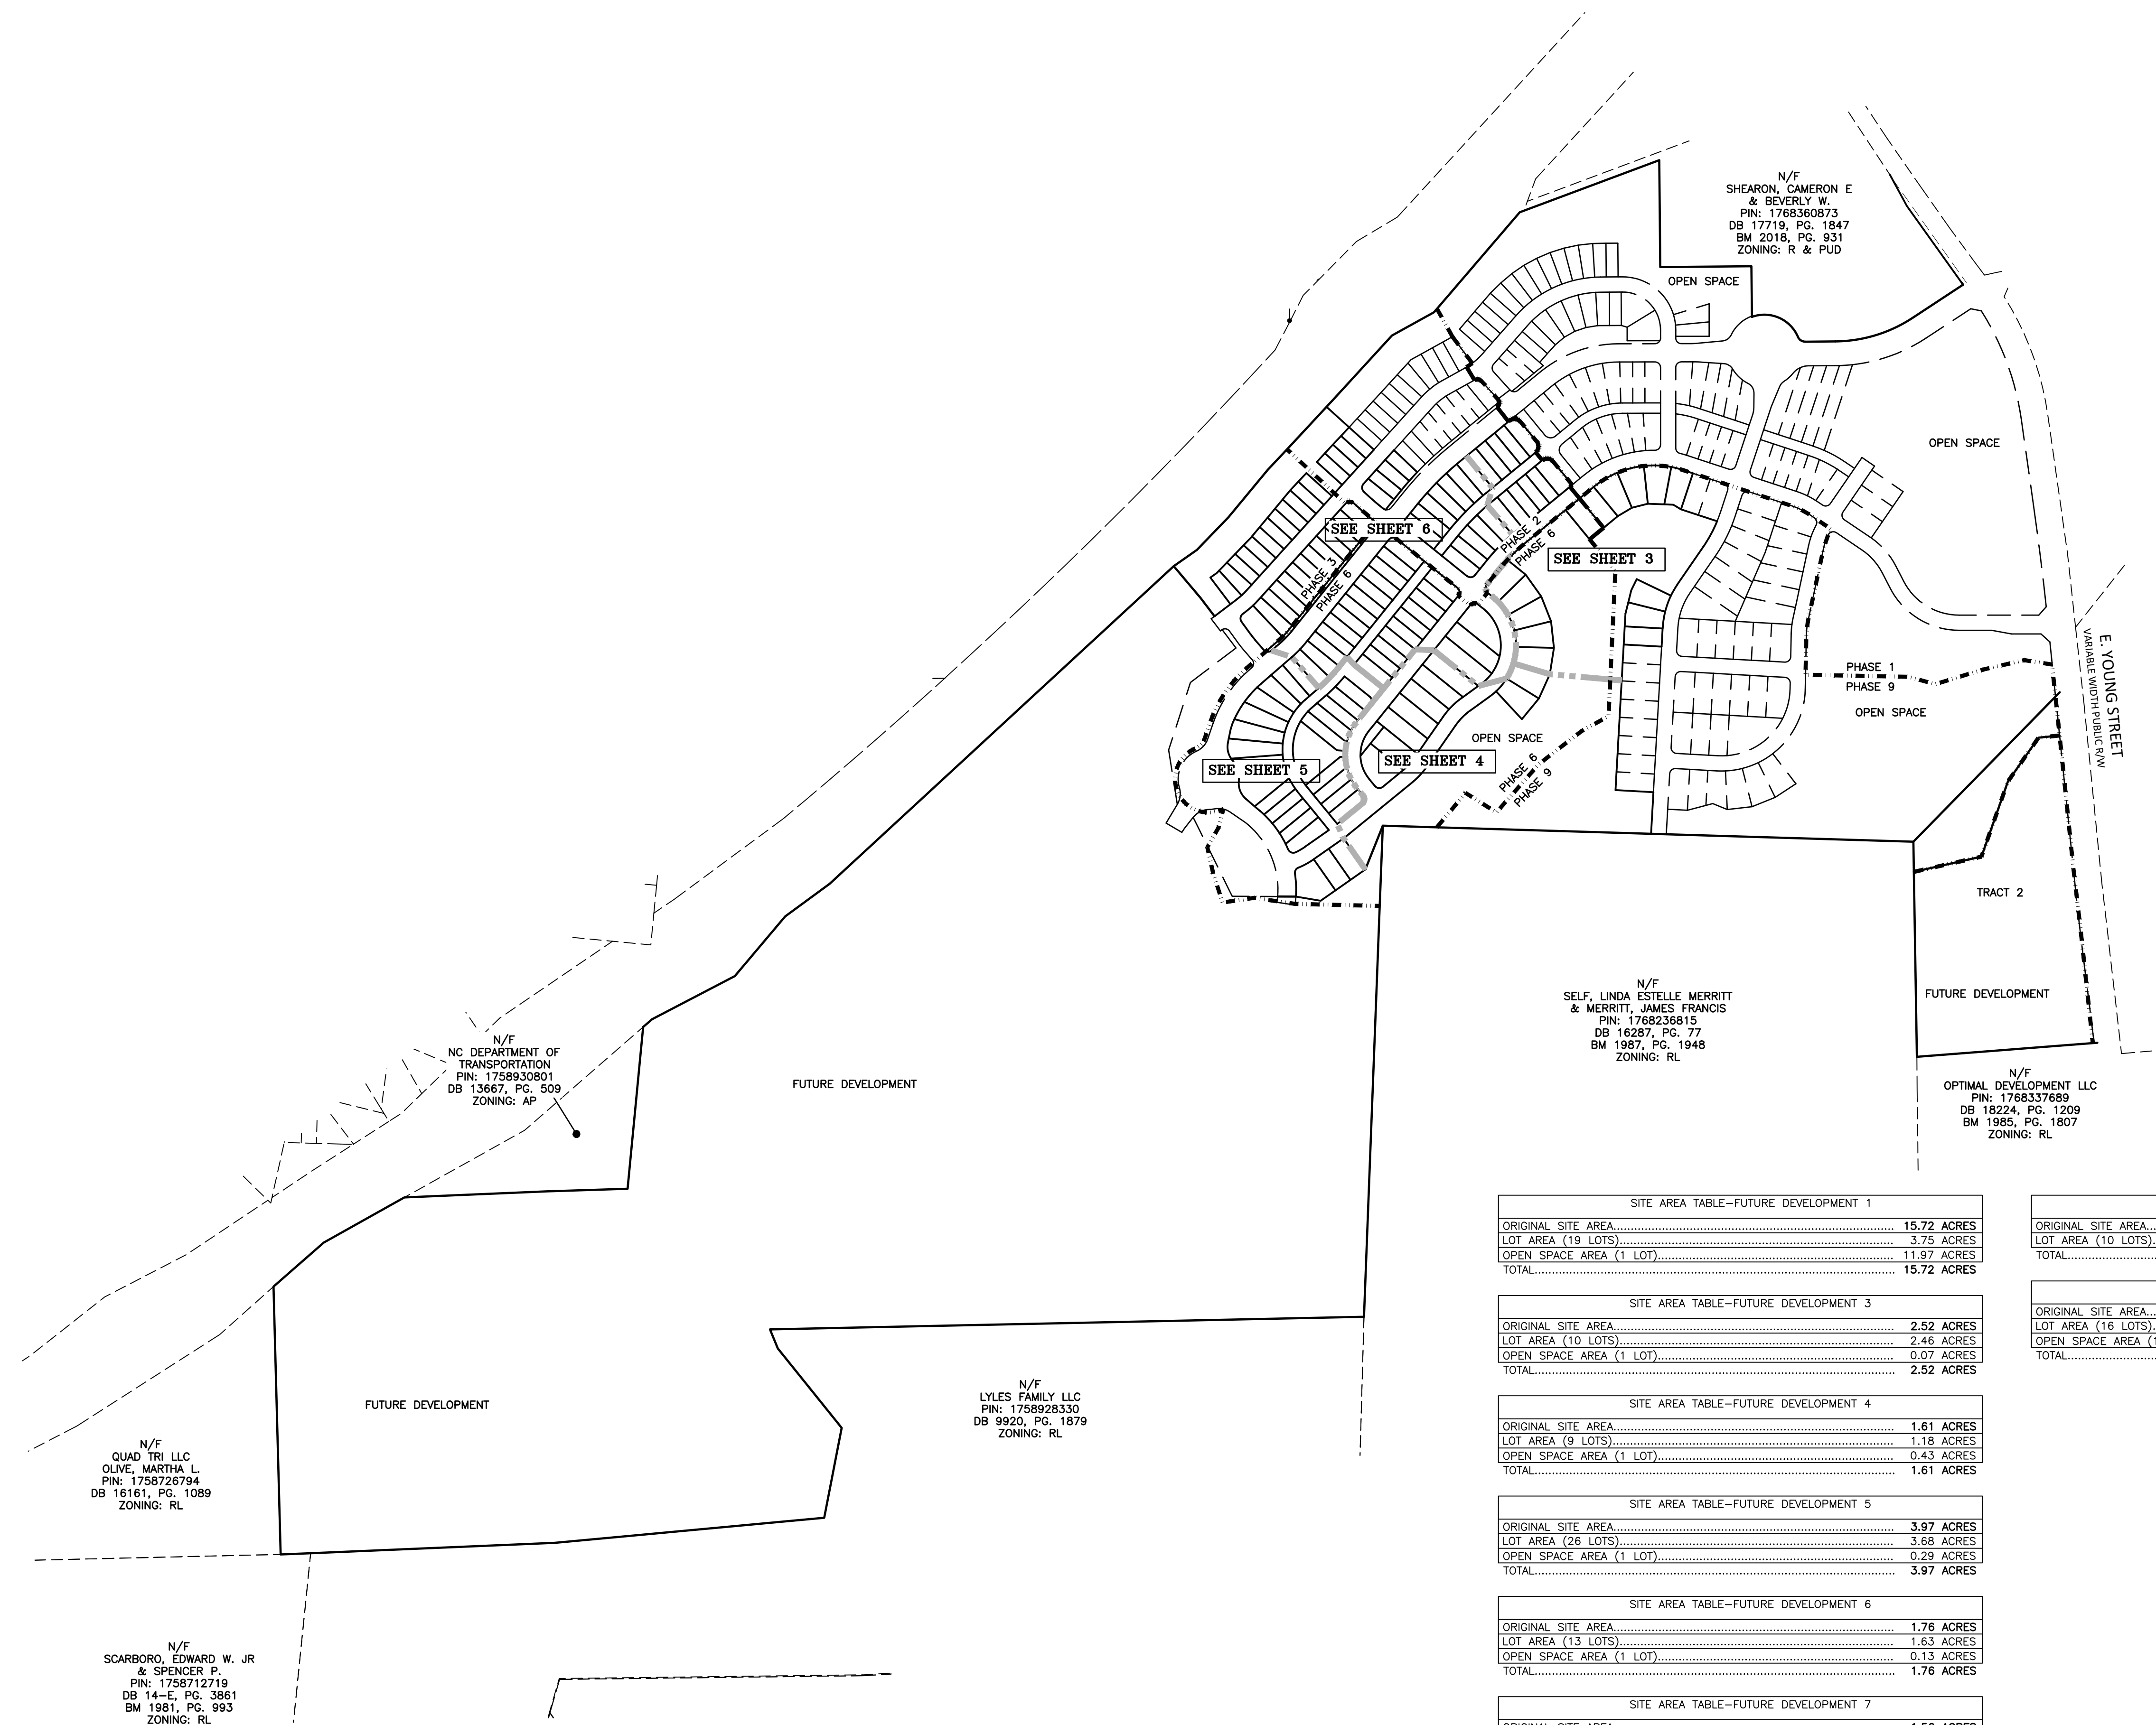 N/F
SHEARON, CAMERON E
& BEVERLY W.
PIN: 1768360873
DB 17719, PG. 1847
BM 2018, PG. 931
ZONING: R & PUD
OPEN SPACE
OPEN SPACE
SEE SHEET 6
PHASE 2
PHASE 6
SEE SHEET 3
PHASE 3
PHASE 6
E. YOUNG STREET
VARIABLE WIDTH PUBLIC R/W
PHASE 1
PHASE 9
OPEN SPACE
OPEN SPACE
SEE SHEET 4
SEE SHEET 5
PHASE 6
PHASE 9
TRACT 2
FUTURE DEVELOPMENT
N/F
SELF, LINDA ESTELLE MERRITT
& MERRITT, JAMES FRANCIS
PIN: 1768236815
DB 16287, PG. 77
BM 1987, PG. 1948
ZONING: RL
N/F
NC DEPARTMENT OF
TRANSPORTATION
PIN: 1758930801
DB 13667, PG. 509
ZONING: AP
FUTURE DEVELOPMENT
N/F
OPTIMAL DEVELOPMENT LLC
PIN: 1768337689
DB 18224, PG. 1209
BM 1985, PG. 1807
ZONING: RL
FUTURE DEVELOPMENT
N/F
LYLES FAMILY LLC
PIN: 1758928330
DB 9920, PG. 1879
ZONING: RL
N/F
QUAD TRI LLC
OLIVE, MARTHA L.
PIN: 1758726794
DB 16161, PG. 1089
ZONING: RL
N/F
SCARBORO, EDWARD W. JR
& SPENCER P.
PIN: 1758712719
DB 14-E, PG. 3861
BM 1981, PG. 993
ZONING: RL
SITE AREA TABLE-FUTURE DEVELOPMENT 1
ORIGINAL SITE AREA 15.72 ACRES
LOT AREA (19 LOTS) 3.75 ACRES
OPEN SPACE AREA (1 LOT) 11.97 ACRES
TOTAL 15.72 ACRES
SITE AREA TABLE-FUTURE DEVELOPMENT 3
ORIGINAL SITE AREA 2.52 ACRES
LOT AREA (10 LOTS) 2.46 ACRES
OPEN SPACE AREA (1 LOT) 0.07 ACRES
TOTAL 2.52 ACRES
SITE AREA TABLE-FUTURE DEVELOPMENT 4
ORIGINAL SITE AREA 1.61 ACRES
LOT AREA (9 LOTS) 1.18 ACRES
OPEN SPACE AREA (1 LOT) 0.43 ACRES
TOTAL 1.61 ACRES
SITE AREA TABLE-FUTURE DEVELOPMENT 5
ORIGINAL SITE AREA 3.97 ACRES
LOT AREA (26 LOTS) 3.68 ACRES
OPEN SPACE AREA (1 LOT) 0.29 ACRES
TOTAL 3.97 ACRES
SITE AREA TABLE-FUTURE DEVELOPMENT 6
ORIGINAL SITE AREA 1.76 ACRES
LOT AREA (13 LOTS) 1.63 ACRES
OPEN SPACE AREA (1 LOT) 0.13 ACRES
TOTAL 1.76 ACRES
SITE AREA TABLE-FUTURE DEVELOPMENT 7
ORIGINAL SITE AREA
LOT AREA (10 LOTS)
TOTAL
ORIGINAL SITE AREA
LOT AREA (16 LOTS)
OPEN SPACE AREA (1
TOTAL